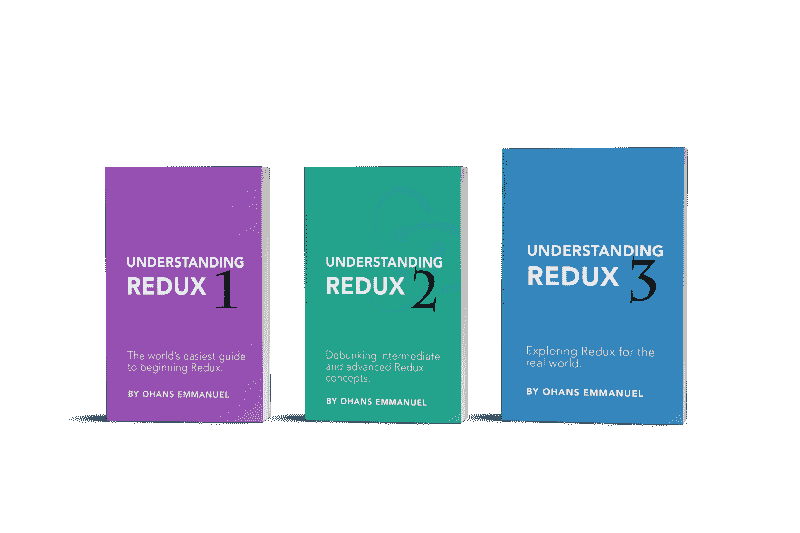 UNDERSTANDING
REDUX 1
The world's easiest guide
to beginning Redux.
BY OHANS EMMANUEL
UNDERSTANDING
REDUX 2
Debunking intermediate
and advanced Redux
concepts.
BY OHANS EMMANUEL
UNDERSTANDING
REDUX 3
Exploring Redux for the
real world.
BY OHANS EMMANUEL